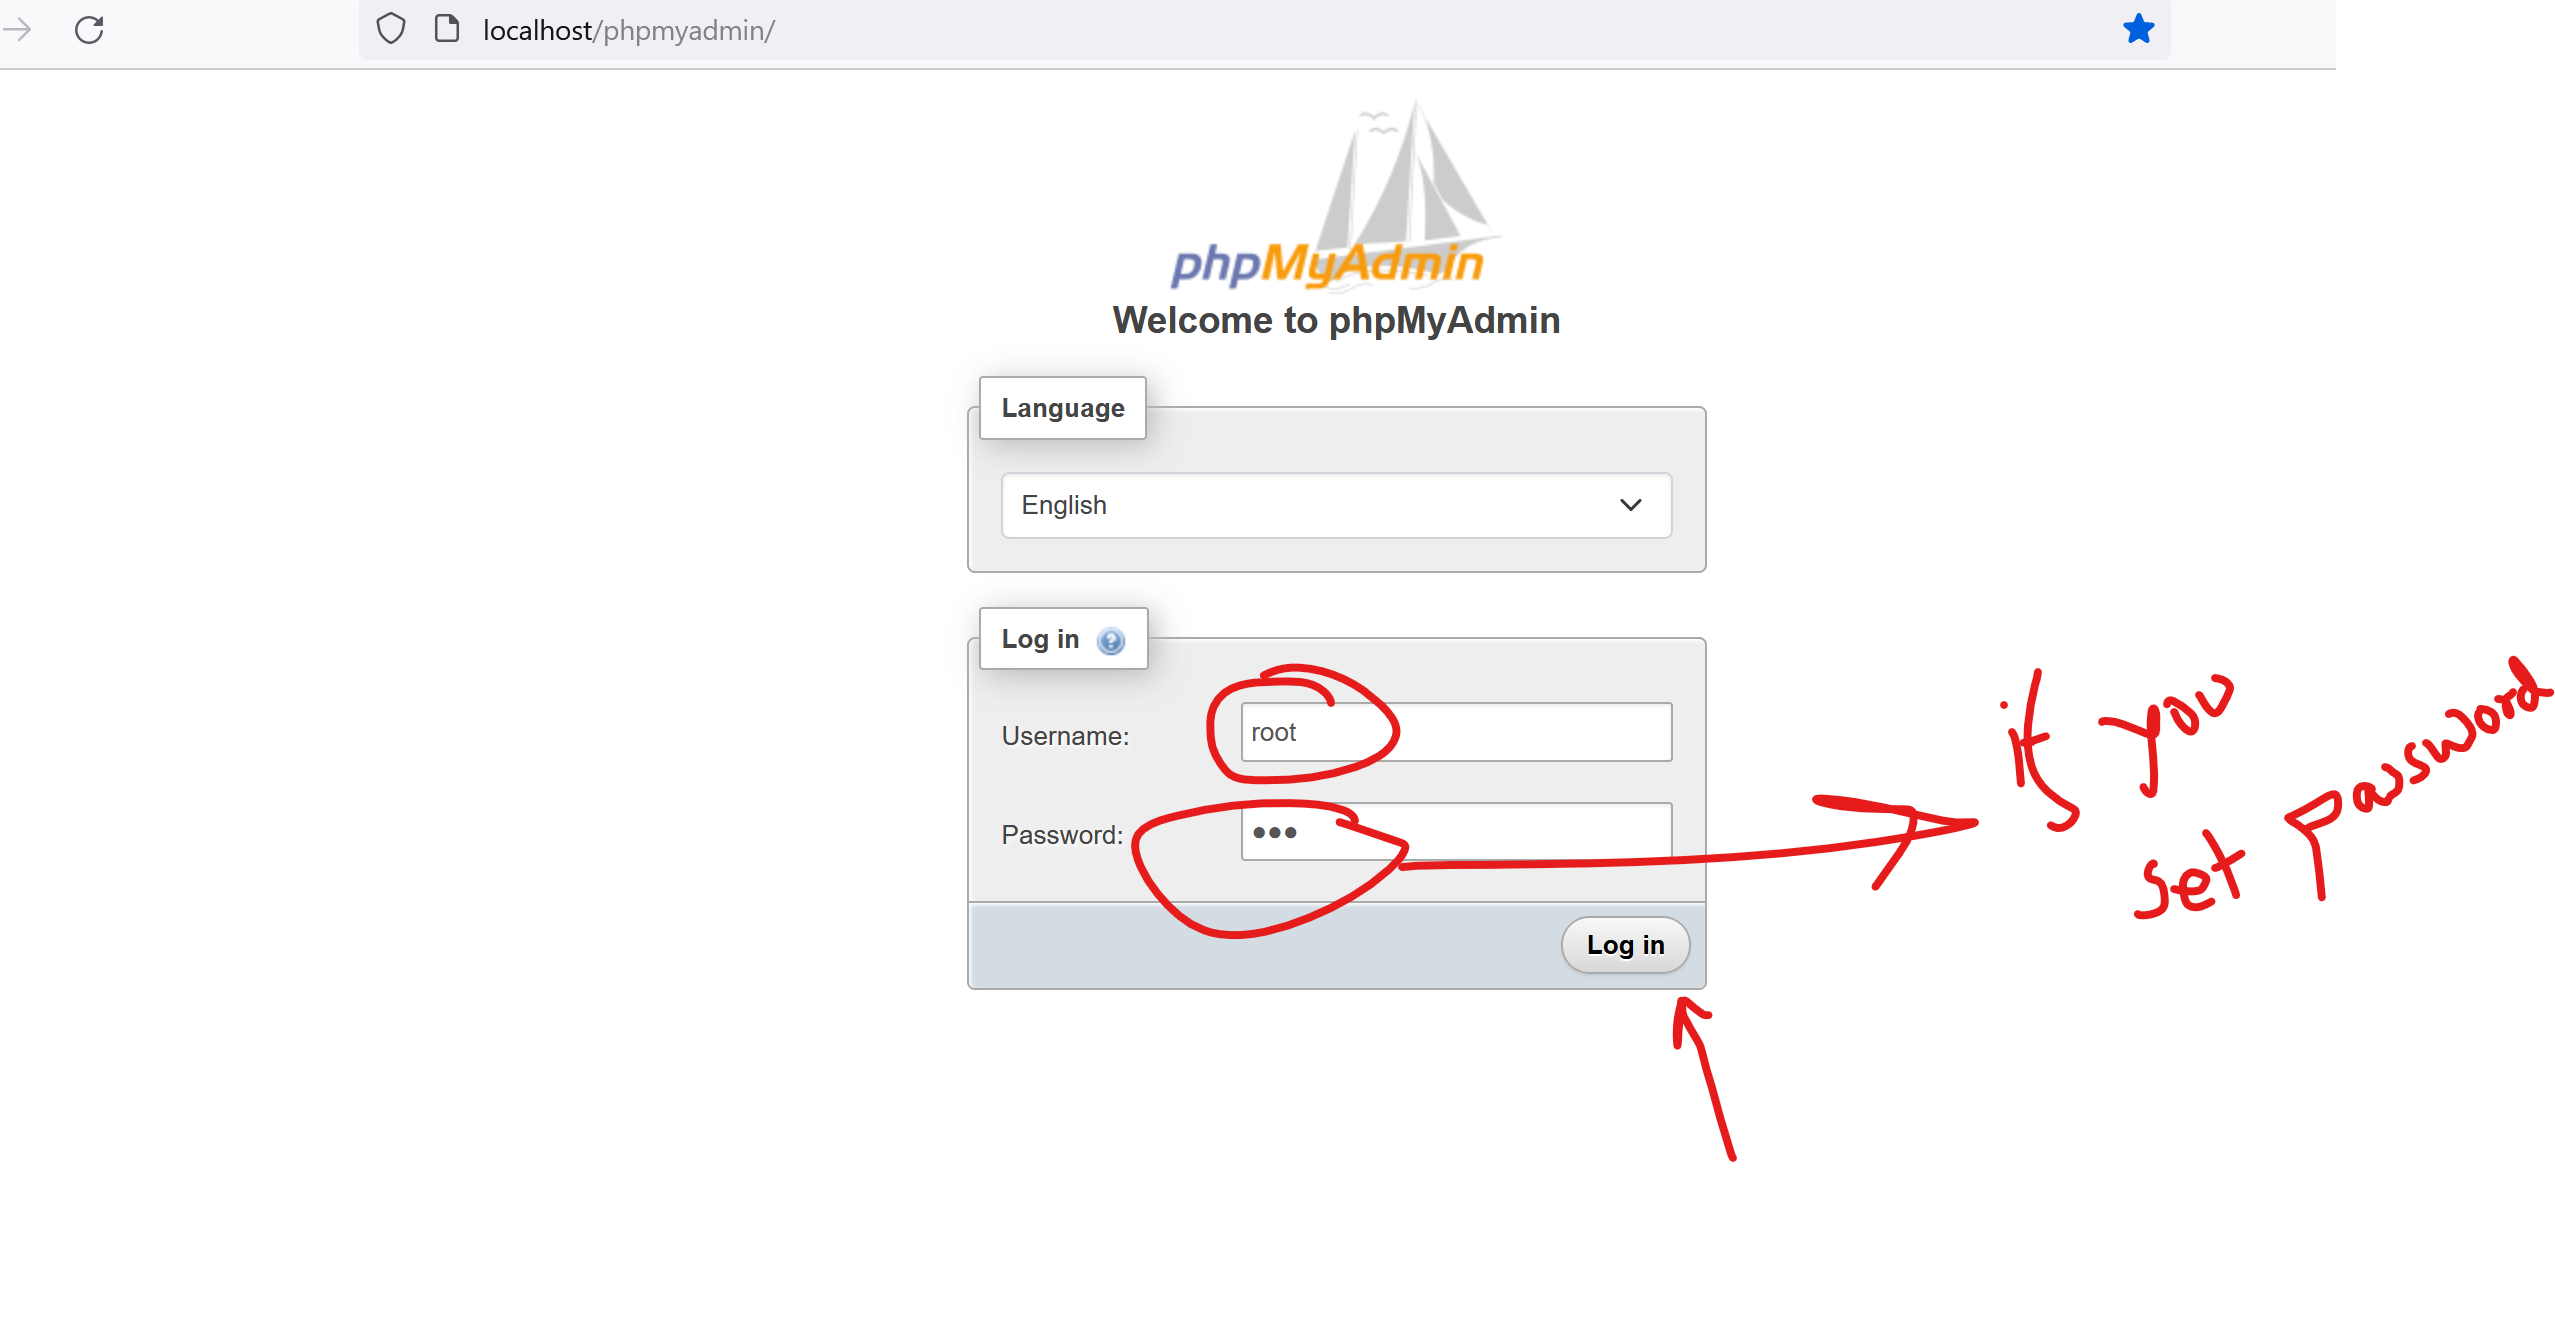 localhost/phpmyadmin/
phpMyAdmin
Welcome to phpMyAdmin
Language
English
Log in
Username: root
Password: •••
Log in
if you
set Password